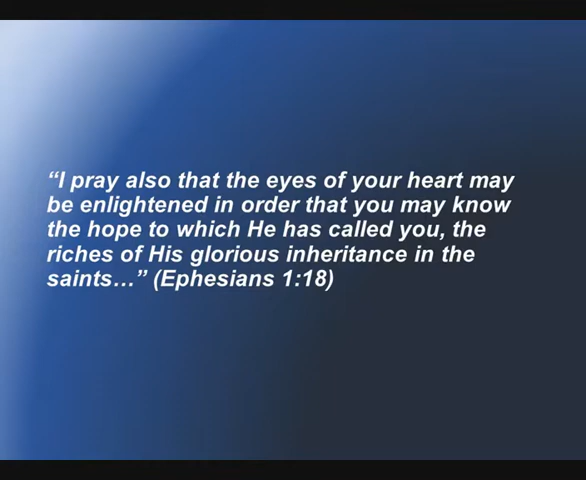 “I pray also that the eyes of your heart may
be enlightened in order that you may know
the hope to which He has called you, the
riches of His glorious inheritance in the
saints…” (Ephesians 1:18)